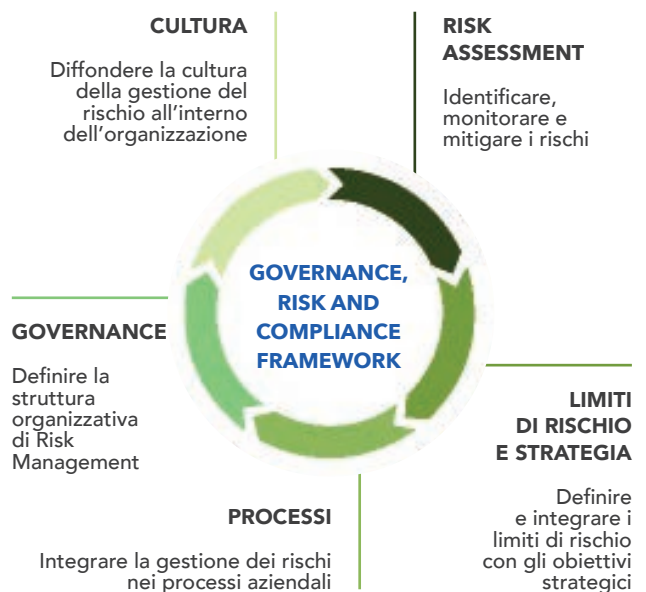 CULTURA
Diffondere la cultura
della gestione del
rischio all’interno
dell’organizzazione
RISK
ASSESSMENT
Identificare,
monitorare e
mitigare i rischi
GOVERNANCE,
RISK AND
COMPLIANCE
FRAMEWORK
GOVERNANCE
Definire la
struttura
organizzativa
di Risk
Management
LIMITI
DI RISCHIO
E STRATEGIA
Definire
e integrare i
limiti di rischio
con gli obiettivi
strategici
PROCESSI
Integrare la gestione dei rischi
nei processi aziendali